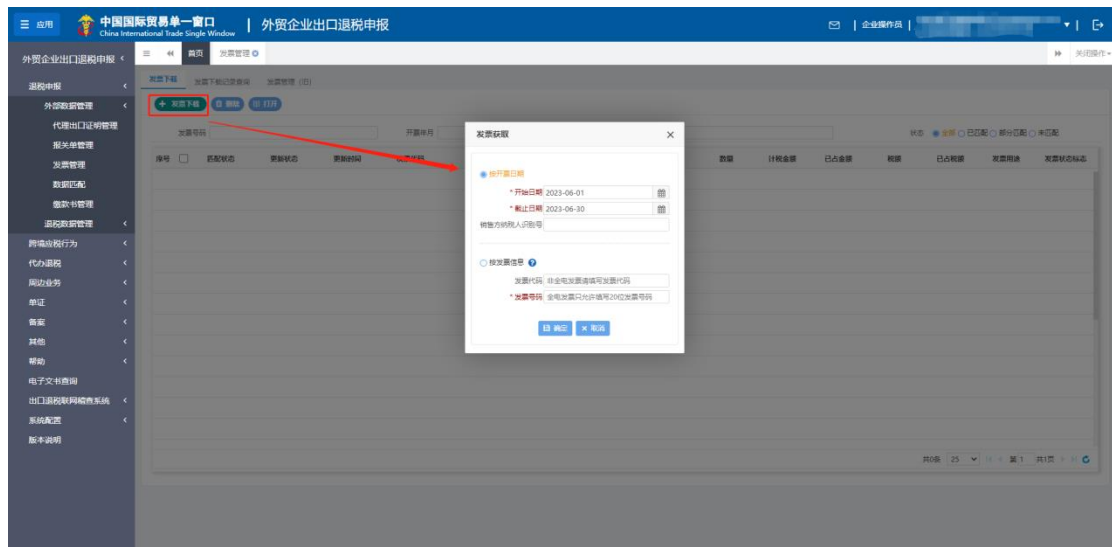 应用
中国国际贸易单一窗口
China International Trade Single Window
外贸企业出口退税申报
企业操作员
外贸企业出口退税申报
首页
发票管理
关闭操作
退税申报
外部数据管理
代理出口证明管理
报关单管理
发票管理
数据匹配
缴款书管理
退税数据管理
跨境应税行为
代办退税
周边业务
单证
备案
其他
帮助
电子文书查询
出口退税联网稽查系统
系统配置
版本说明
发票下载
发票下载记录查询
发票管理（旧）
发票下载
删除
打开
发票号码
开票年月
状态
全部
已匹配
部分匹配
未匹配
序号
匹配状态
更新状态
更新时间
数量
计税金额
已占金额
税额
已占税额
发票用途
发票状态标志
发票获取
按开票日期
*开始日期 2023-06-01
*截止日期 2023-06-30
销售方纳税人识别号
按发票信息
发票代码 非全电发票请填写发票代码
*发票号码 全电发票只允许填写20位发票号码
确定
取消
共0条 25 第 1 共1页